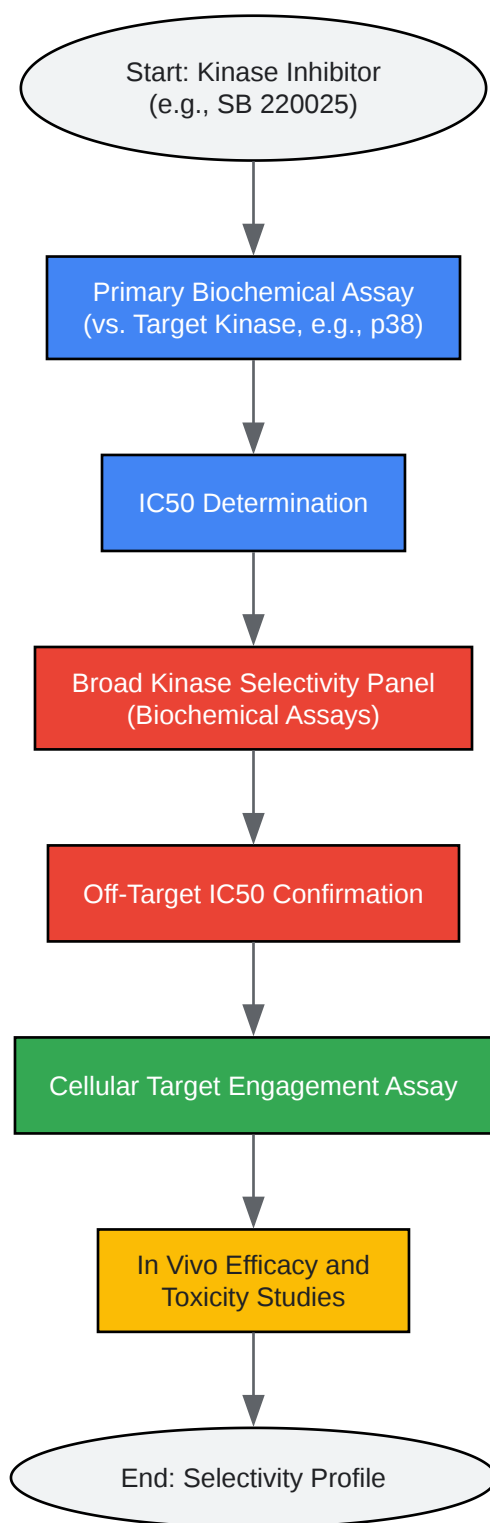 Start: Kinase Inhibitor
(e.g., SB 220025)
Primary Biochemical Assay
(vs. Target Kinase, e.g., p38)
IC50 Determination
Broad Kinase Selectivity Panel
(Biochemical Assays)
Off-Target IC50 Confirmation
Cellular Target Engagement Assay
In Vivo Efficacy and
Toxicity Studies
End: Selectivity Profile